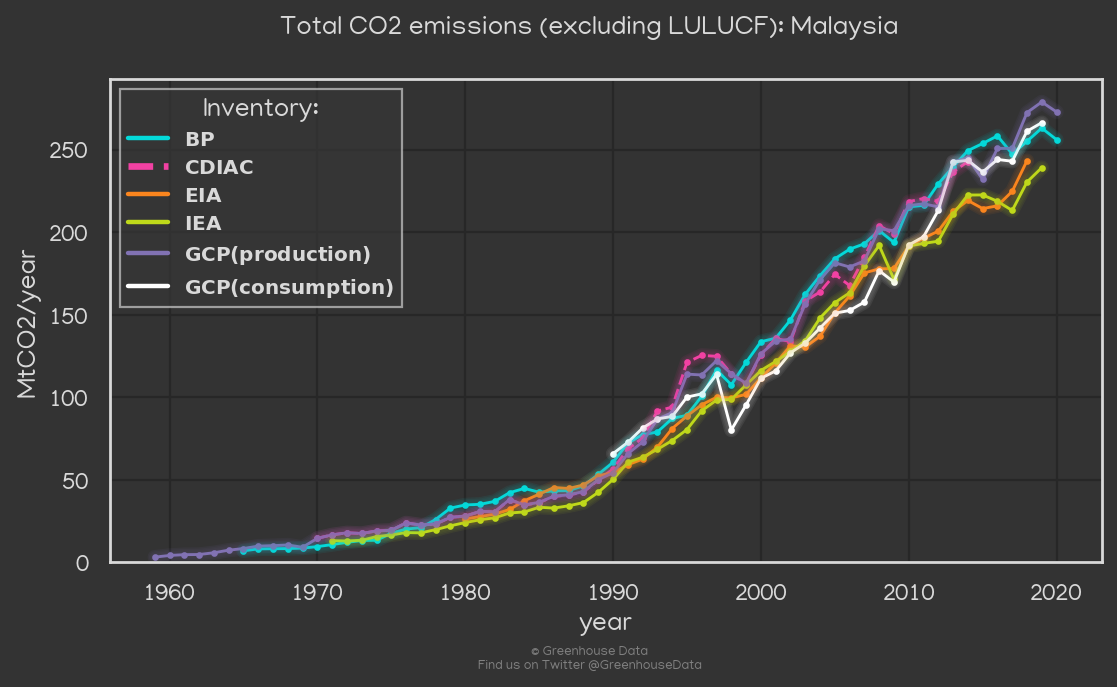 Total CO2 emissions (excluding LULUCF): Malaysia
Inventory:
BP
CDIAC
EIA
IEA
GCP(production)
GCP(consumption)
MtCO2/year
250
200
150
100
50
0
1960 1970 1980 1990 2000 2010 2020
year
© Greenhouse Data
Find us on Twitter @GreenhouseData